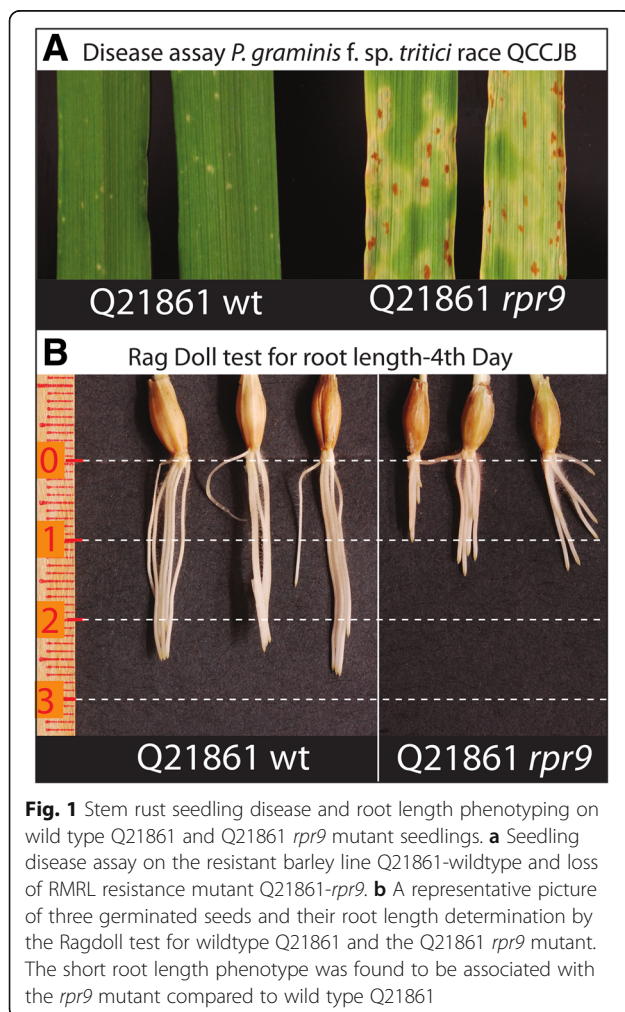 A Disease assay P. graminis f. sp. tritici race QCCJB
Q21861 wt
Q21861 rpr9
B Rag Doll test for root length-4th Day
0
1
2
3
Q21861 wt
Q21861 rpr9
Fig. 1 Stem rust seedling disease and root length phenotyping on
wild type Q21861 and Q21861 rpr9 mutant seedlings. a Seedling
disease assay on the resistant barley line Q21861-wildtype and loss
of RMRL resistance mutant Q21861-rpr9. b A representative picture
of three germinated seeds and their root length determination by
the Ragdoll test for wildtype Q21861 and the Q21861 rpr9 mutant.
The short root length phenotype was found to be associated with
the rpr9 mutant compared to wild type Q21861